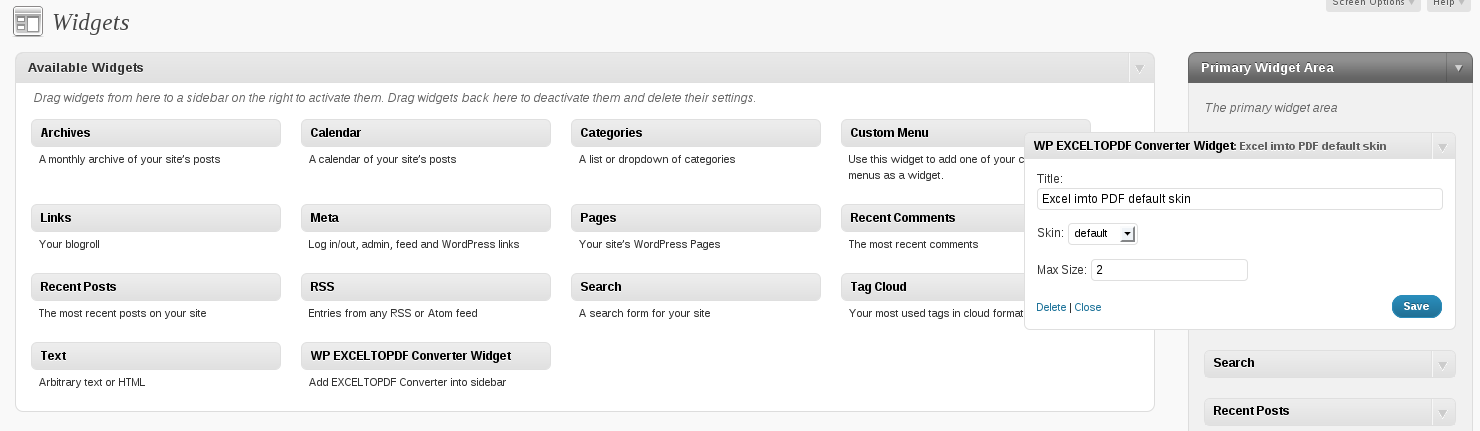 Screen Options Help
Widgets
Available Widgets
Drag widgets from here to a sidebar on the right to activate them. Drag widgets back here to deactivate them and delete their settings.
Archives
A monthly archive of your site's posts
Calendar
A calendar of your site's posts
Categories
A list or dropdown of categories
Custom Menu
Use this widget to add one of your c
menus as a widget.
Links
Your blogroll
Meta
Log in/out, admin, feed and WordPress links
Pages
Your site's WordPress Pages
Recent Comments
The most recent comments
Recent Posts
The most recent posts on your site
RSS
Entries from any RSS or Atom feed
Search
A search form for your site
Tag Cloud
Your most used tags in cloud format
Text
Arbitrary text or HTML
WP EXCELTOPDF Converter Widget
Add EXCELTOPDF Converter into sidebar
Primary Widget Area
The primary widget area
WP EXCELTOPDF Converter Widget: Excel imto PDF default skin
Title:
Excel imto PDF default skin
Skin: default
Max Size: 2
Delete | Close
Save
Search
Recent Posts